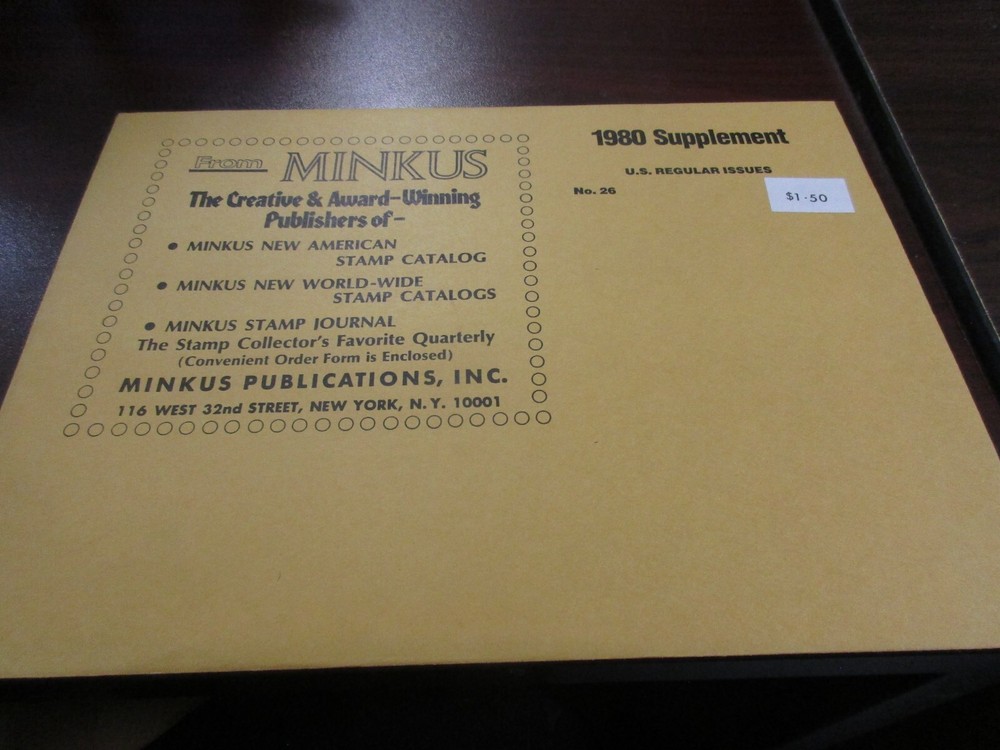 From MINKUS
The Creative & Award-Winning
Publishers of-
• MINKUS NEW AMERICAN
STAMP CATALOG
• MINKUS NEW WORLD-WIDE
STAMP CATALOGS
• MINKUS STAMP JOURNAL
The Stamp Collector's Favorite Quarterly
(Convenient Order Form is Enclosed)
MINKUS PUBLICATIONS, INC.
116 WEST 32nd STREET, NEW YORK, N.Y. 10001
1980 Supplement
U.S. REGULAR ISSUES
No. 26
$1.50